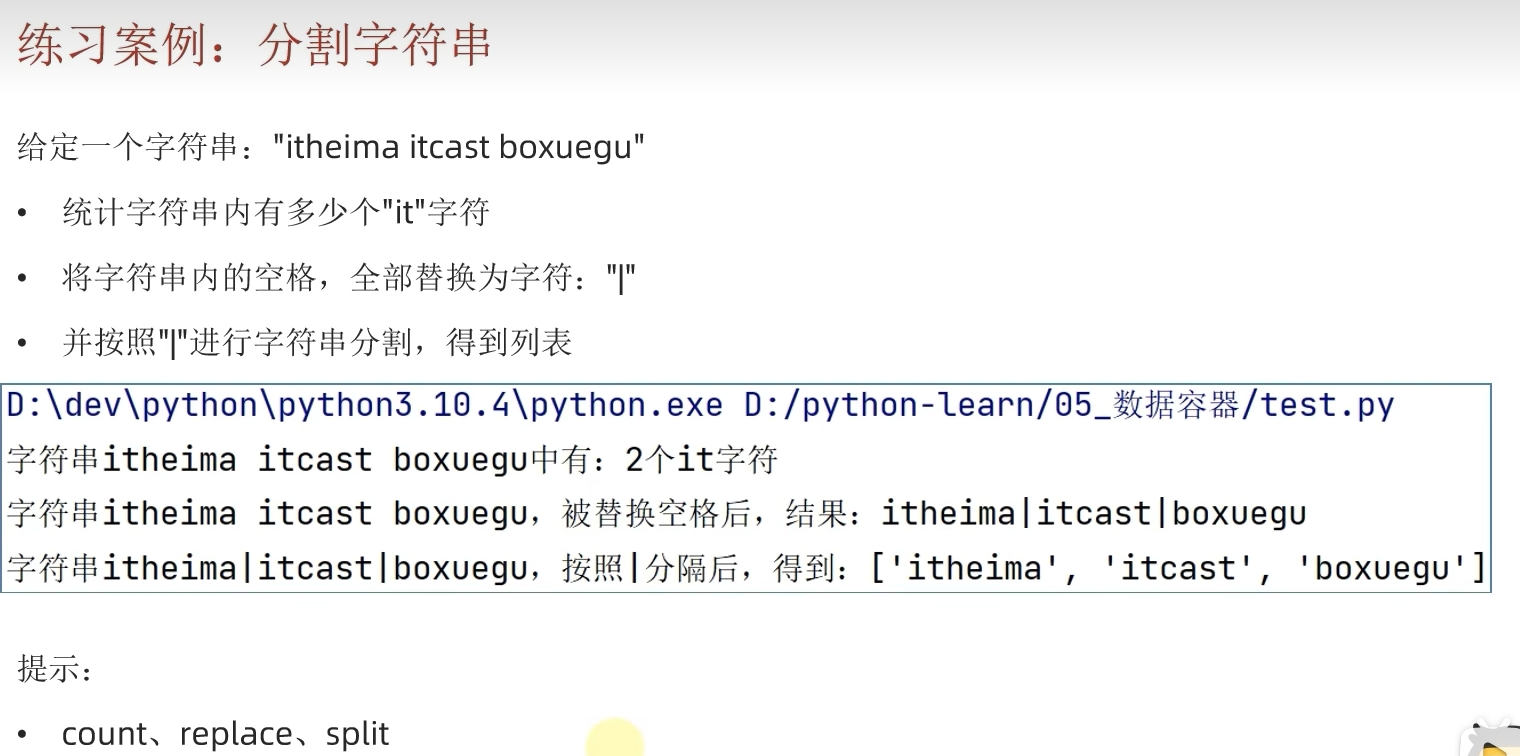 练习案例：分割字符串
给定一个字符串："itheima itcast boxuegu"
• 统计字符串内有多少个"it"字符
• 将字符串内的空格，全部替换为字符："|"
• 并按照"|"进行字符串分割，得到列表
D:\dev\python\python3.10.4\python.exe D:/python-learn/05_数据容器/test.py
字符串itheima itcast boxuegu中有：2个it字符
字符串itheima itcast boxuegu，被替换空格后，结果：itheima|itcast|boxuegu
字符串itheima|itcast|boxuegu，按照|分隔后，得到：['itheima', 'itcast', 'boxuegu']
提示：
• count、replace、split